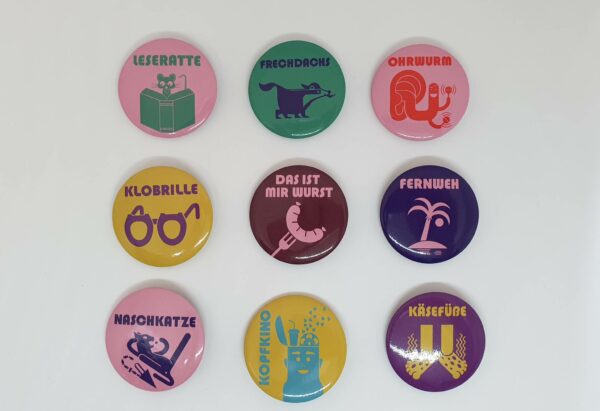 LESERATTE
FRECHDACHS
OHRWURM
KLOBRILLE
DAS IST
MIR WURST
FERNWEH
NASCHKATZE
KOPFKINO
KÄSEFÜẞE